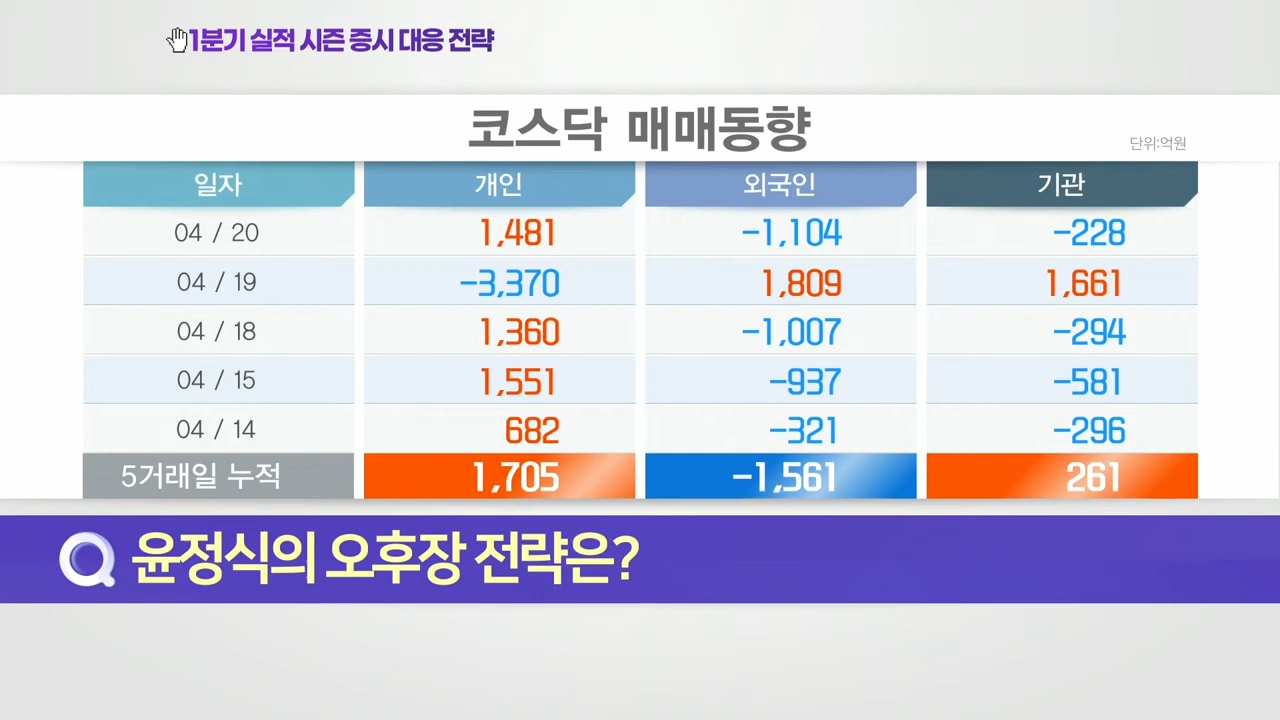 1분기 실적 시즌 증시 대응 전략
코스닥 매매동향
단위:억원
일자 개인 외국인 기관
04 / 20 1,481 -1,104 -228
04 / 19 -3,370 1,809 1,661
04 / 18 1,360 -1,007 -294
04 / 15 1,551 -937 -581
04 / 14 682 -321 -296
5거래일 누적 1,705 -1,561 261
Q 윤정식의 오후장 전략은?